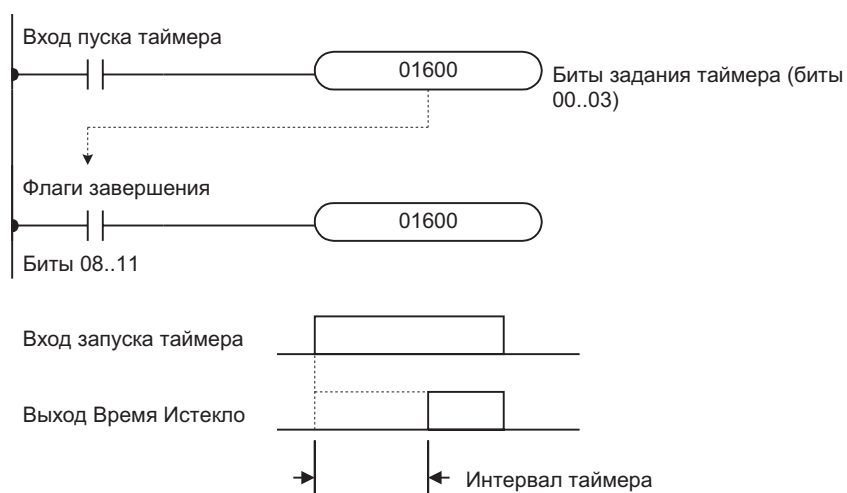 Вход пуска таймера
01600
Биты задания таймера (биты
00..03)
Флаги завершения
01600
Биты 08..11
Вход запуска таймера
Выход Время Истекло
Интервал таймера